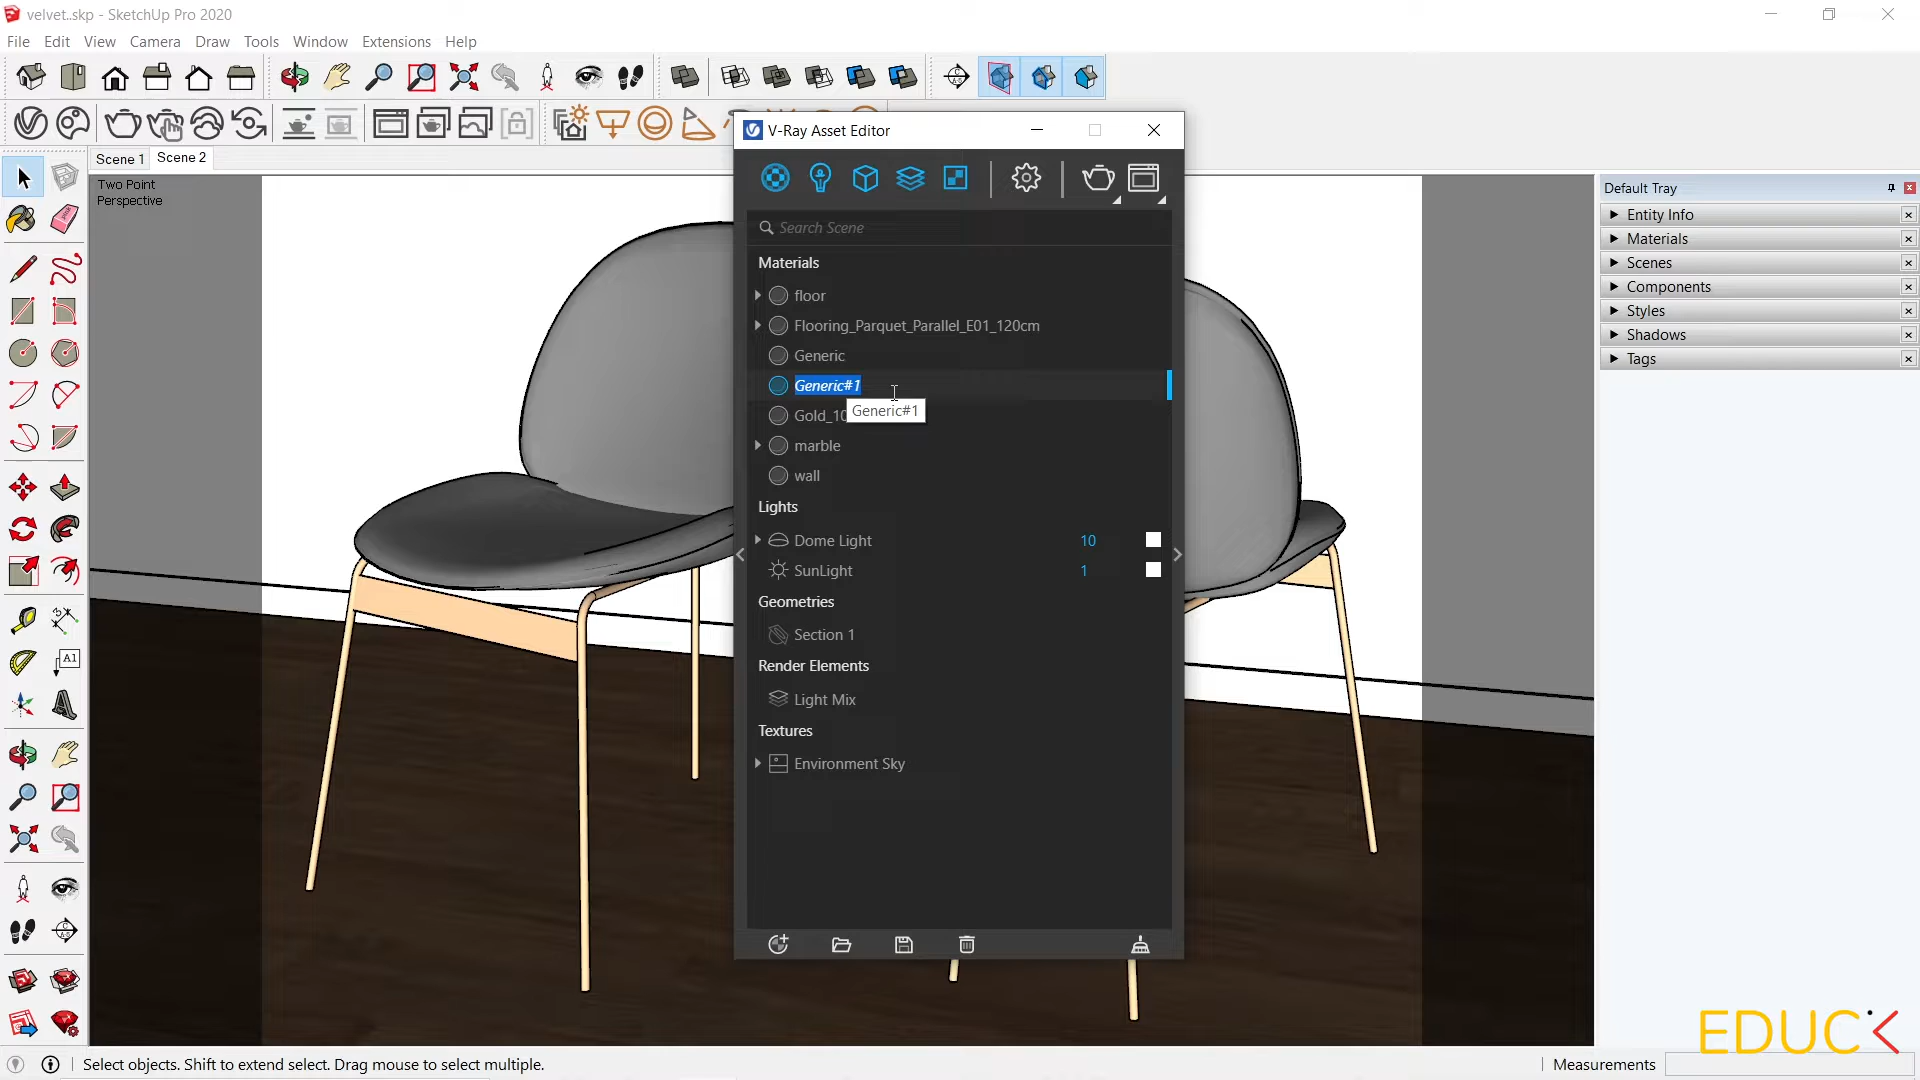 velvet..skp - SketchUp Pro 2020
File Edit View Camera Draw Tools Window Extensions Help
V-Ray Asset Editor
Scene 1 Scene 2
Two Point
Perspective
Search Scene
Materials
floor
Flooring_Parquet_Parallel_E01_120cm
Generic
Generic#1
Generic#1
Gold_10
marble
wall
Lights
Dome Light 10
SunLight 1
Geometries
Section 1
Render Elements
Light Mix
Textures
Environment Sky
Default Tray
Entity Info
Materials
Scenes
Components
Styles
Shadows
Tags
A1
EDUCK
Select objects. Shift to extend select. Drag mouse to select multiple.
Measurements